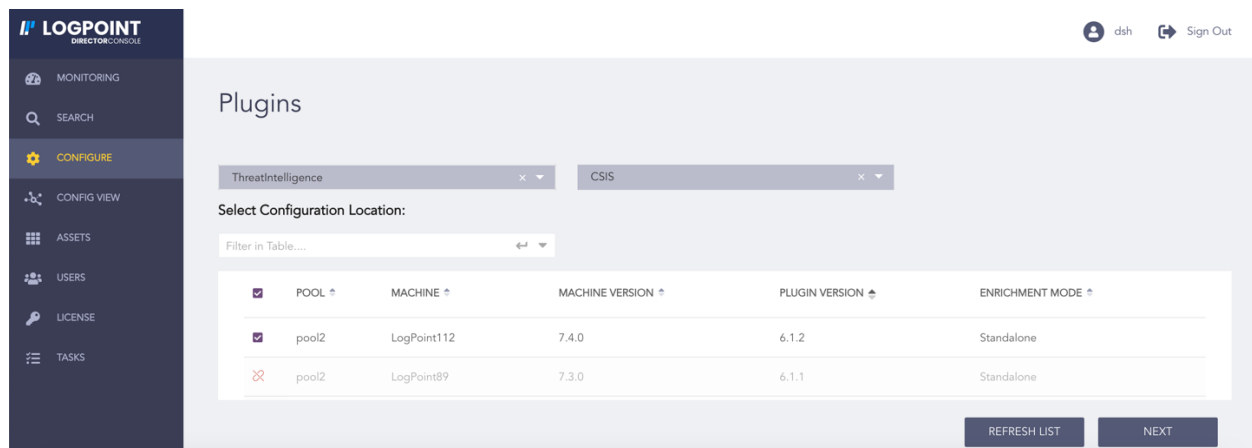 LOGPOINT
DIRECTORCONSOLE
dsh Sign Out
MONITORING
SEARCH
CONFIGURE
CONFIG VIEW
ASSETS
USERS
LICENSE
TASKS
Plugins
ThreatIntelligence CSIS
Select Configuration Location:
Filter in Table....
POOL MACHINE MACHINE VERSION PLUGIN VERSION ENRICHMENT MODE
pool2 LogPoint112 7.4.0 6.1.2 Standalone
pool2 LogPoint89 7.3.0 6.1.1 Standalone
REFRESH LIST NEXT